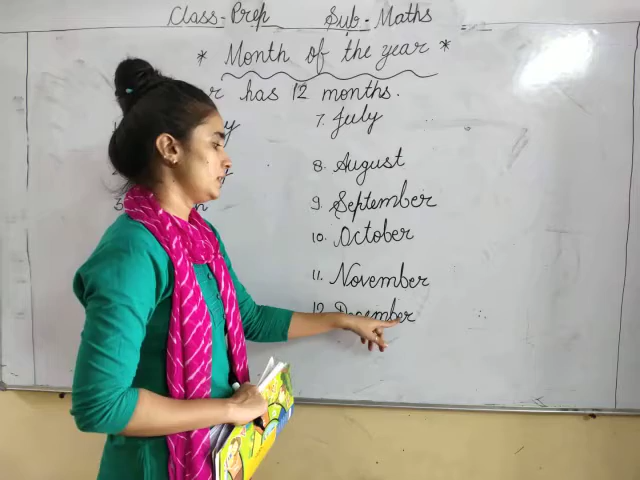 Class-Prep Sub-Maths
* Month of the year *
has 12 months.
7. July
8. August
9. September
10. October
11. November
12. December